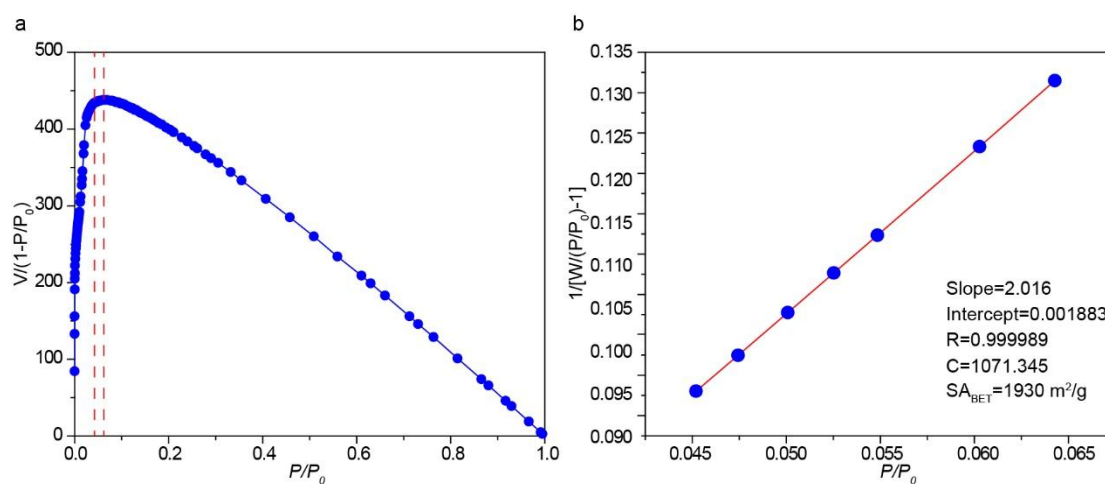 a
500
400
300
200
100
0
V/(1-P/P0)
0.0
0.2
0.4
0.6
0.8
1.0
P/P0
b
0.135
0.130
0.125
0.120
0.115
0.110
0.105
0.100
0.095
0.090
1/[W/(P/P0)-1]
Slope=2.016
Intercept=0.001883
R=0.999989
C=1071.345
SABET=1930 m²/g
0.045
0.050
0.055
0.060
0.065
P/P0